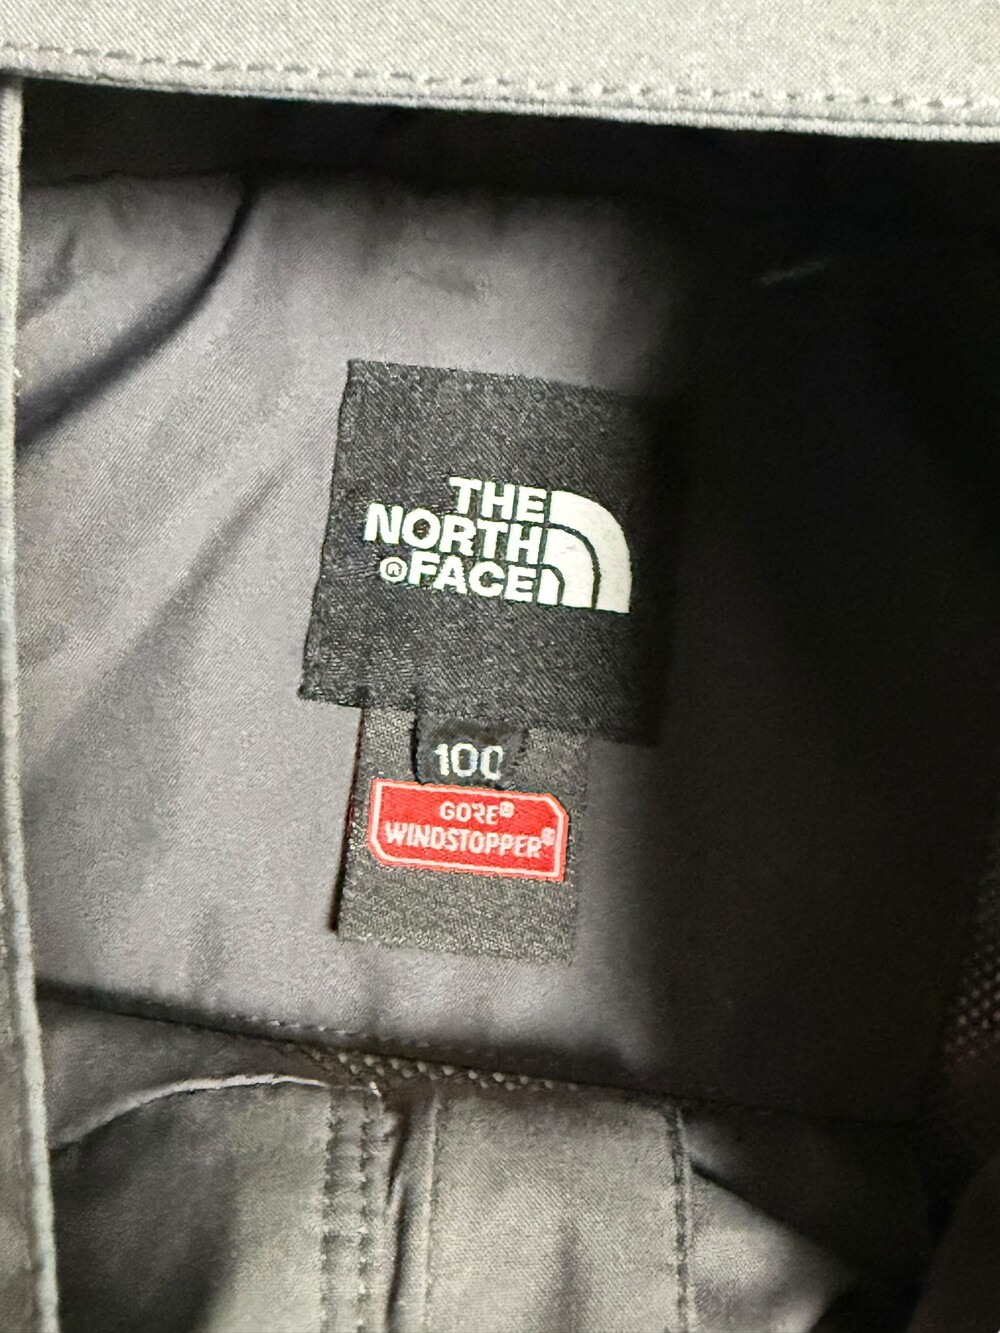 THE
NORTH
®FACE
100
GORE®
WINDSTOPPER®